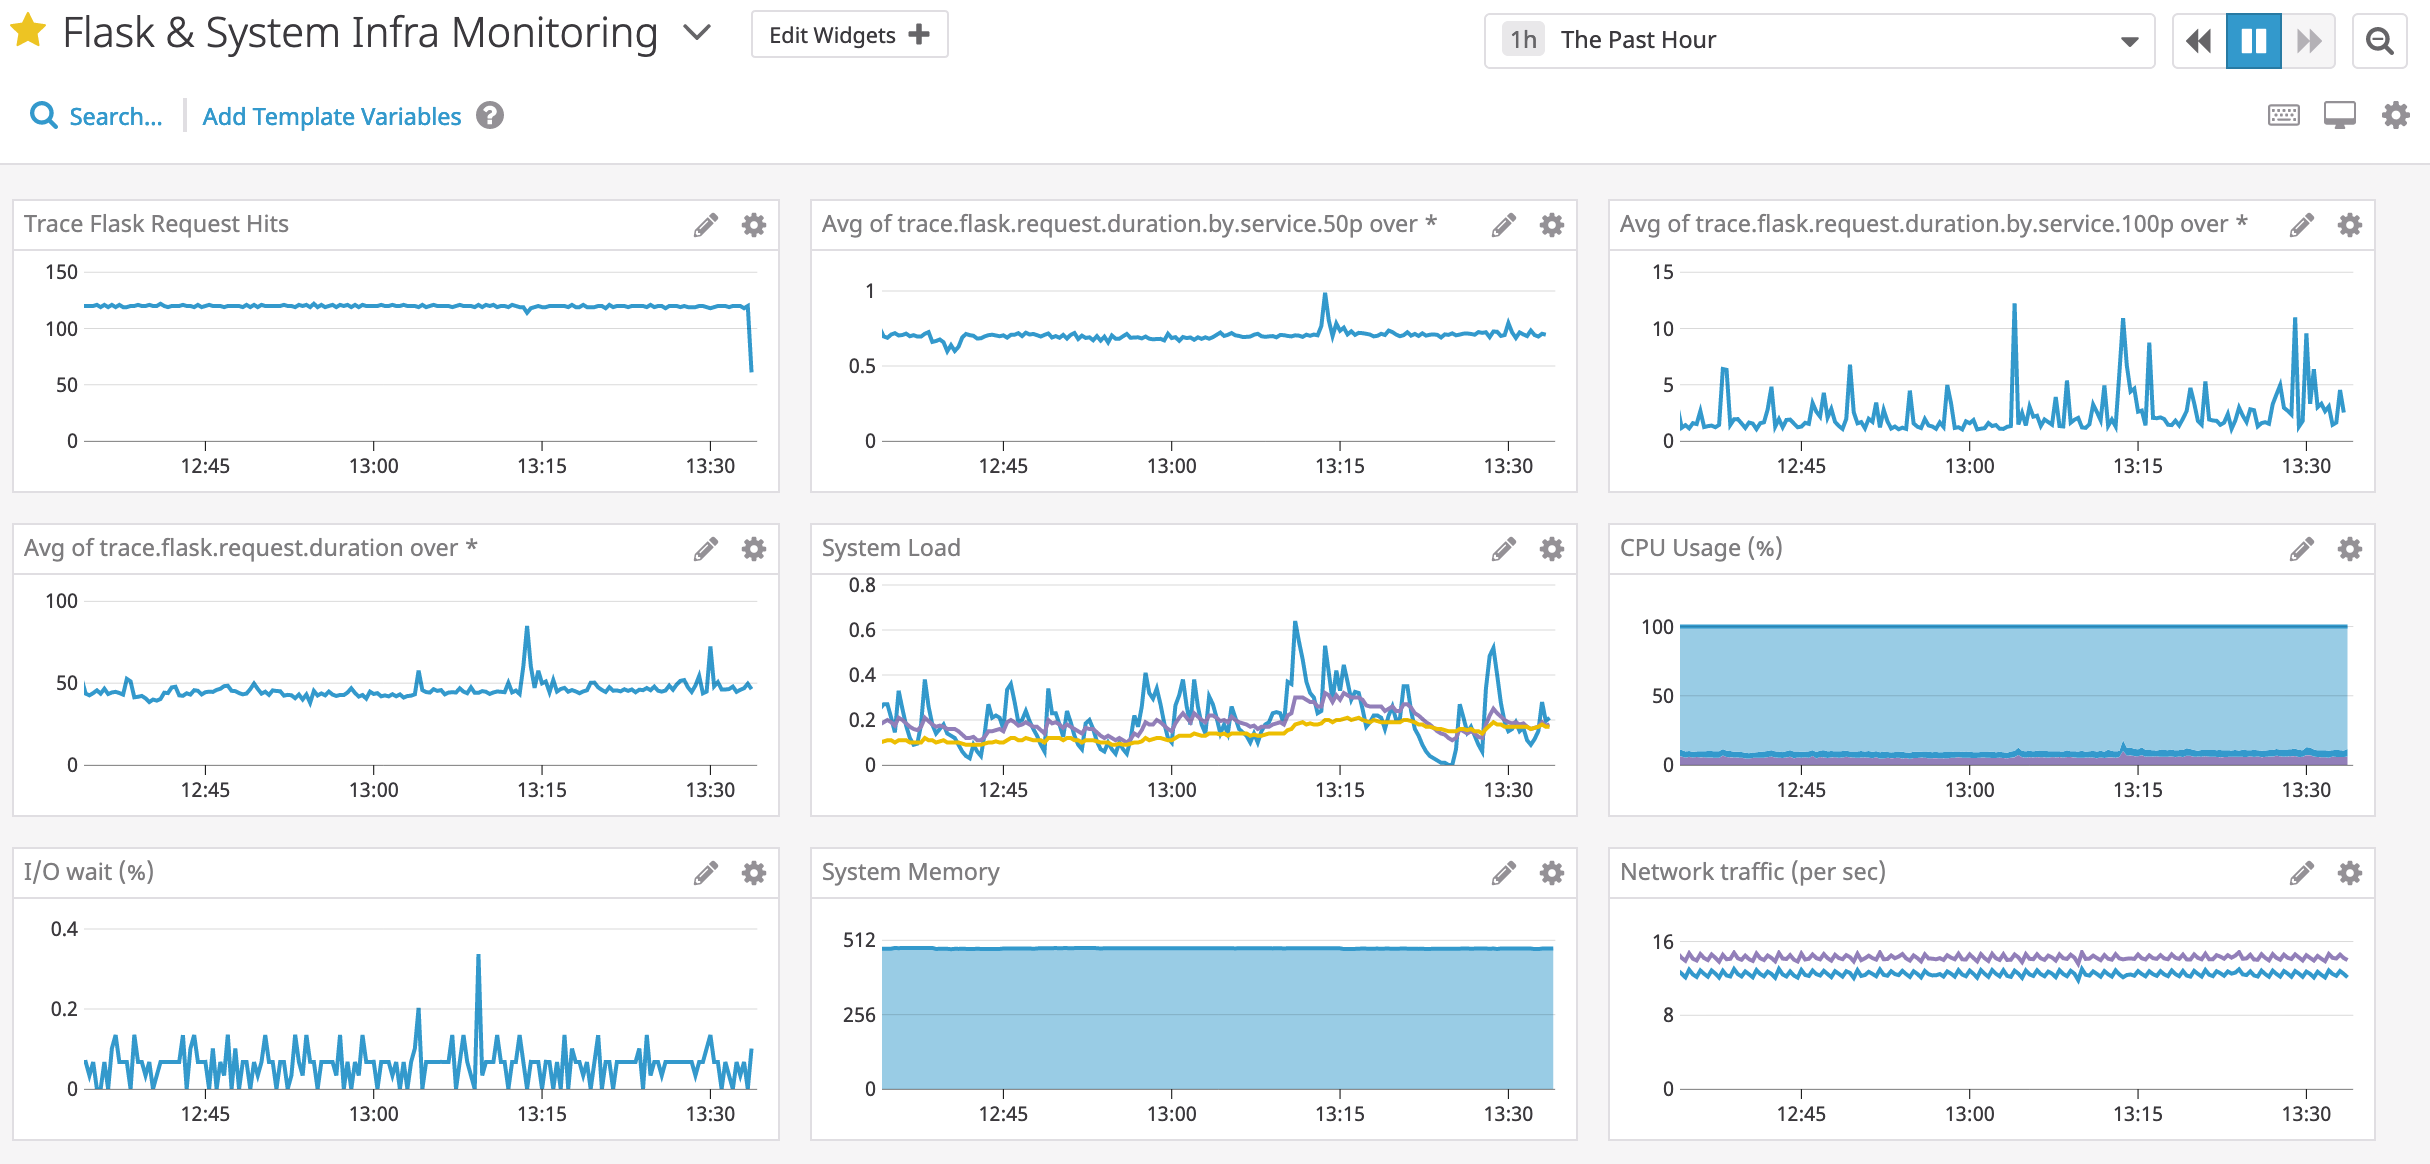 Flask & System Infra Monitoring
Edit Widgets
1h The Past Hour
Search...
Add Template Variables
?
Trace Flask Request Hits
150
100
50
0
12:45 13:00 13:15 13:30
Avg of trace.flask.request.duration.by.service.50p over *
1
0.5
0
12:45 13:00 13:15 13:30
Avg of trace.flask.request.duration.by.service.100p over *
15
10
5
0
12:45 13:00 13:15 13:30
Avg of trace.flask.request.duration over *
100
50
0
12:45 13:00 13:15 13:30
System Load
0.8
0.6
0.4
0.2
0
12:45 13:00 13:15 13:30
CPU Usage (%)
100
50
0
12:45 13:00 13:15 13:30
I/O wait (%)
0.4
0.2
0
12:45 13:00 13:15 13:30
System Memory
512
256
0
12:45 13:00 13:15 13:30
Network traffic (per sec)
16
8
0
12:45 13:00 13:15 13:30